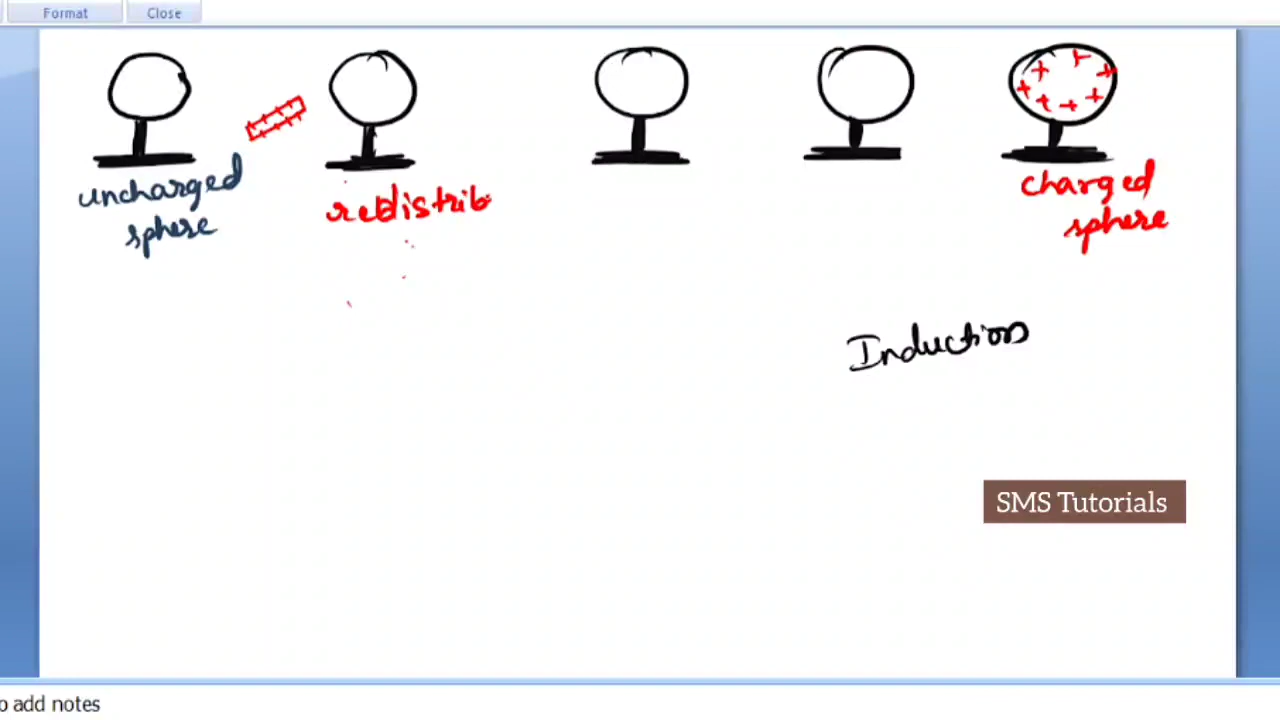 Format Close
uncharged
sphere
redistrib
charged
sphere
Induction
SMS Tutorials
o add notes